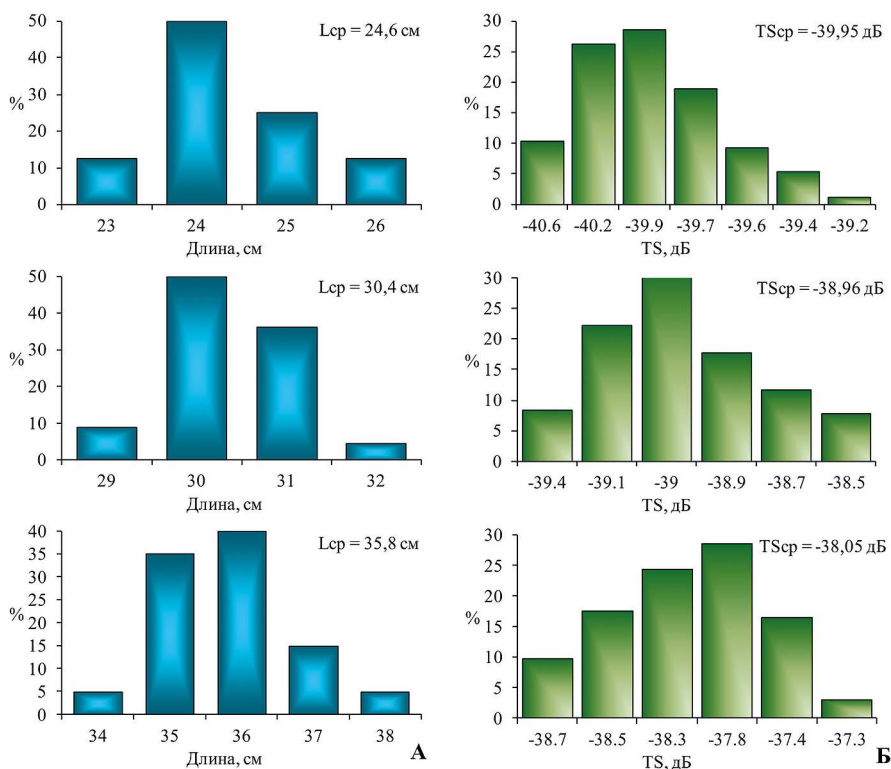 50
40
30
20
10
0
%
Lср = 24,6 см
23 24 25 26
Длина, см
30
25
20
15
10
5
0
%
TSср = -39,95 дБ
-40.6 -40.2 -39.9 -39.7 -39.6 -39.4 -39.2
TS, дБ
50
40
30
20
10
0
%
Lср = 30,4 см
29 30 31 32
Длина, см
30
25
20
15
10
5
0
%
TSср = -38,96 дБ
-39.4 -39.1 -39 -38.9 -38.7 -38.5
TS, дБ
40
35
30
25
20
15
10
5
0
%
Lср = 35,8 см
34 35 36 37 38
Длина, см
А
30
25
20
15
10
5
0
%
TSср = -38,05 дБ
-38.7 -38.5 -38.3 -37.8 -37.4 -37.3
TS, дБ
Б